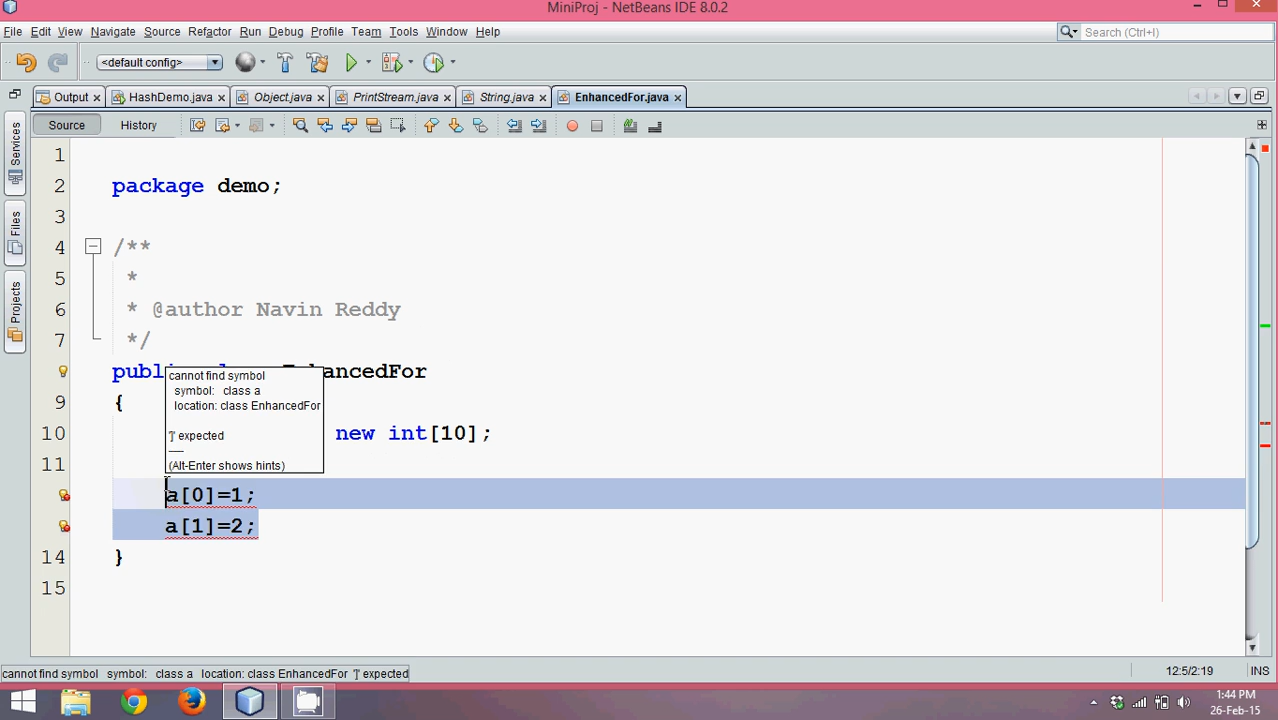 MiniProj - NetBeans IDE 8.0.2
File Edit View Navigate Source Refactor Run Debug Profile Team Tools Window Help
Search (Ctrl+I)
<default config>
Output HashDemo.java Object.java PrintStream.java String.java EnhancedFor.java
Source History
Services
Files
Projects
1
2 package demo;
3
4 /**
5 *
6 * @author Navin Reddy
7 */
publi EnhancedFor
9 {
10 new int[10];
11
a[0]=1;
a[1]=2;
14 }
15
cannot find symbol
symbol: class a
location: class EnhancedFor
']' expected
----
(Alt-Enter shows hints)
cannot find symbol symbol: class a location: class EnhancedFor ']' expected
12:5/2:19 INS
1:44 PM
26-Feb-15